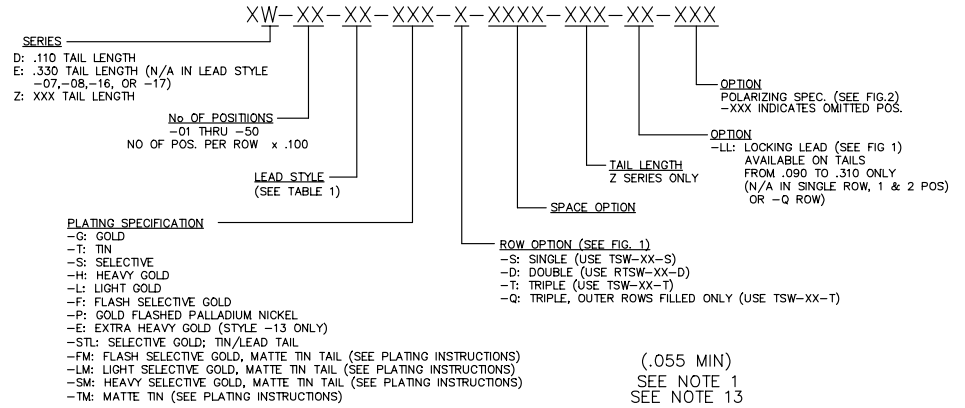 XW-XX-XX-XXX-X-XXXX-XXX-XX-XXX
SERIES
D: .110 TAIL LENGTH
E: .330 TAIL LENGTH (N/A IN LEAD STYLE
-07,-08,-16, OR -17)
Z: XXX TAIL LENGTH
No OF POSITIONS
-01 THRU -50
NO OF POS. PER ROW x .100
LEAD STYLE
(SEE TABLE 1)
PLATING SPECIFICATION
-G: GOLD
-T: TIN
-S: SELECTIVE
-H: HEAVY GOLD
-L: LIGHT GOLD
-F: FLASH SELECTIVE GOLD
-P: GOLD FLASHED PALLADIUM NICKEL
-E: EXTRA HEAVY GOLD (STYLE -13 ONLY)
-STL: SELECTIVE GOLD; TIN/LEAD TAIL
-FM: FLASH SELECTIVE GOLD, MATTE TIN TAIL (SEE PLATING INSTRUCTIONS)
-LM: LIGHT SELECTIVE GOLD, MATTE TIN TAIL (SEE PLATING INSTRUCTIONS)
-SM: HEAVY SELECTIVE GOLD, MATTE TIN TAIL (SEE PLATING INSTRUCTIONS)
-TM: MATTE TIN (SEE PLATING INSTRUCTIONS)
OPTION
POLARIZING SPEC. (SEE FIG.2)
-XXX INDICATES OMITTED POS.
OPTION
-LL: LOCKING LEAD (SEE FIG 1)
AVAILABLE ON TAILS
FROM .090 TO .310 ONLY
(N/A IN SINGLE ROW, 1 & 2 POS)
OR -Q ROW)
TAIL LENGTH
Z SERIES ONLY
SPACE OPTION
ROW OPTION (SEE FIG. 1)
-S: SINGLE (USE TSW-XX-S)
-D: DOUBLE (USE RTSW-XX-D)
-T: TRIPLE (USE TSW-XX-T)
-Q: TRIPLE, OUTER ROWS FILLED ONLY (USE TSW-XX-T)
(.055 MIN)
SEE NOTE 1
SEE NOTE 13